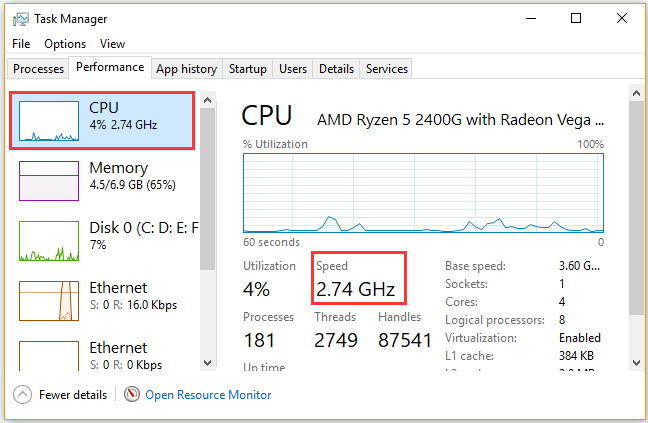 Task Manager
File Options View
Processes Performance App history Startup Users Details Services
CPU
4% 2.74 GHz
Memory
4.5/6.9 GB (65%)
Disk 0 (C: D: E: F
7%
Ethernet
S: 0 R: 16.0 Kbps
Ethernet
S: 0 R: 0 Kbps
CPU AMD Ryzen 5 2400G with Radeon Vega ...
% Utilization 100%
60 seconds 0
Utilization Speed
4% 2.74 GHz
Processes Threads Handles
181 2749 87541
Up time
Base speed: 3.60 G...
Sockets: 1
Cores: 4
Logical processors: 8
Virtualization: Enabled
L1 cache: 384 KB
Fewer details Open Resource Monitor